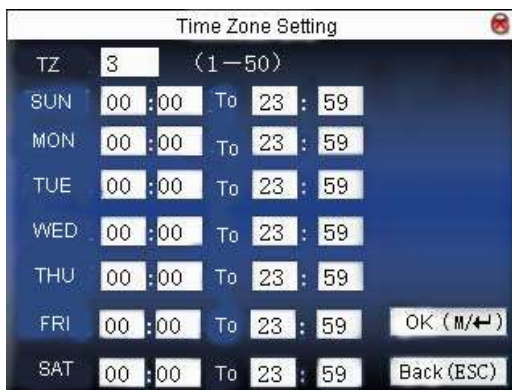 Time Zone Setting
TZ 3 (1—50)
SUN 00:00 To 23:59
MON 00:00 To 23:59
TUE 00:00 To 23:59
WED 00:00 To 23:59
THU 00:00 To 23:59
FRI 00:00 To 23:59 OK (M/↵)
SAT 00:00 To 23:59 Back(ESC)